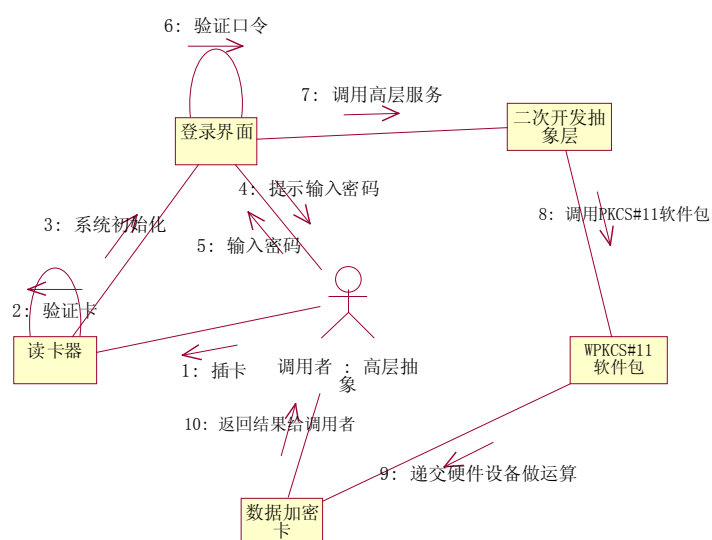 6: 验证口令
7: 调用高层服务
登录界面
二次开发抽
象层
4: 提示输入密码
3: 系统初始化
8: 调用PKCS#11软件包
5: 输入密码
2: 验证卡
读卡器
1: 插卡
调用者 : 高层抽
象
WPKCS#11
软件包
10: 返回结果给调用者
9: 递交硬件设备做运算
数据加密
卡